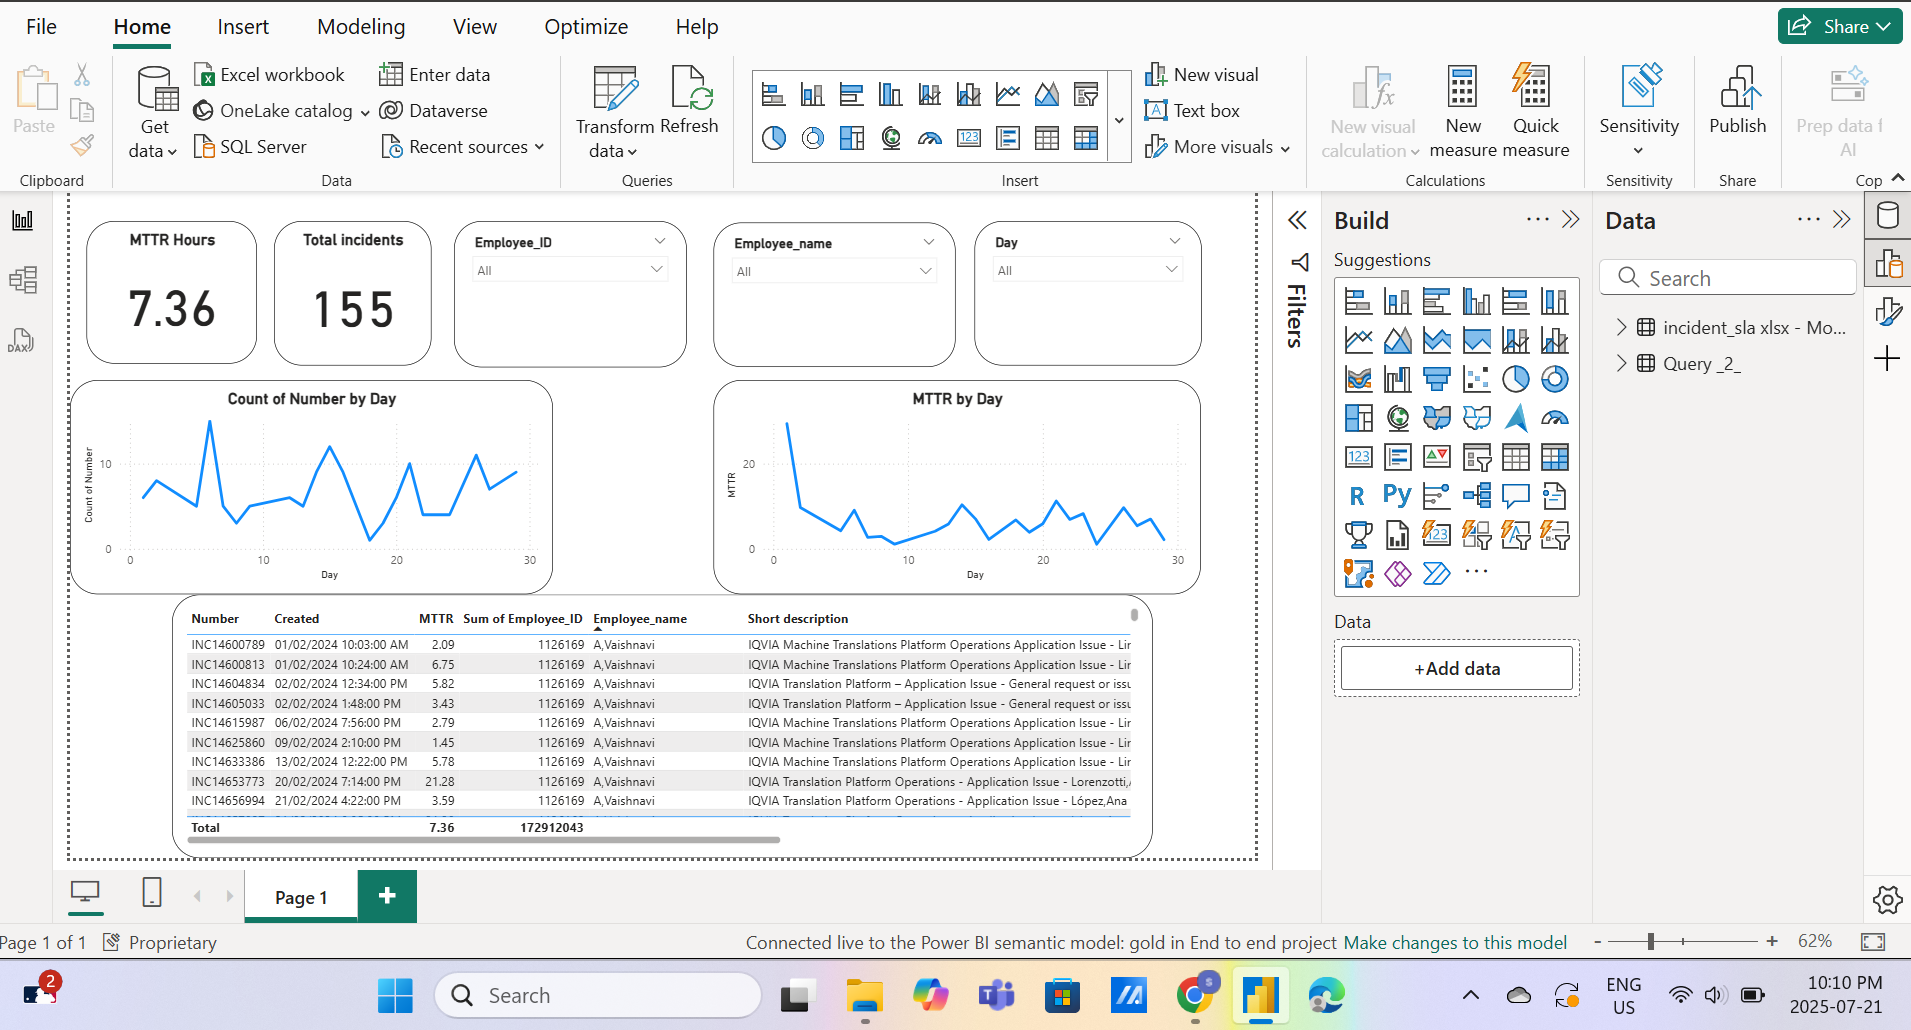 File Home Insert Modeling View Optimize Help Share
Paste
Clipboard
Get data
Excel workbook
OneLake catalog
SQL Server
Enter data
Dataverse
Recent sources
Data
Transform data
Refresh
Queries
New visual
Text box
More visuals
Insert
New visual calculation
New measure
Quick measure
Calculations
Sensitivity
Sensitivity
Publish
Share
Prep data f
AI
Cop
DAX
MTTR Hours
7.36
Total incidents
155
Employee_ID
All
Employee_name
All
Day
All
Count of Number by Day
Count of Number
10
0
0 10 20 30
Day
MTTR by Day
MTTR
20
0
0 10 20 30
Day
Number Created MTTR Sum of Employee_ID Employee_name Short description
INC14600789 01/02/2024 10:03:00 AM 2.09 1126169 A,Vaishnavi IQVIA Machine Translations Platform Operations Application Issue - Lir
INC14600813 01/02/2024 10:24:00 AM 6.75 1126169 A,Vaishnavi IQVIA Machine Translations Platform Operations Application Issue - Lir
INC14604834 02/02/2024 12:34:00 PM 5.82 1126169 A,Vaishnavi IQVIA Translation Platform – Application Issue - General request or issu
INC14605033 02/02/2024 1:48:00 PM 3.43 1126169 A,Vaishnavi IQVIA Translation Platform – Application Issue - General request or issu
INC14615987 06/02/2024 7:56:00 PM 2.79 1126169 A,Vaishnavi IQVIA Machine Translations Platform Operations Application Issue - Lir
INC14625860 09/02/2024 2:10:00 PM 1.45 1126169 A,Vaishnavi IQVIA Machine Translations Platform Operations Application Issue - Lir
INC14633386 13/02/2024 12:22:00 PM 5.78 1126169 A,Vaishnavi IQVIA Machine Translations Platform Operations Application Issue - Lir
INC14653773 20/02/2024 7:14:00 PM 21.28 1126169 A,Vaishnavi IQVIA Translation Platform Operations - Application Issue - Lorenzotti,
INC14656994 21/02/2024 4:22:00 PM 3.59 1126169 A,Vaishnavi IQVIA Translation Platform Operations - Application Issue - López,Ana
Total 7.36 172912043
Filters
Build
Suggestions
123
R Py
123
Data
+Add data
Data
Search
incident_sla xlsx - Mo...
Query _2_
Page 1
Page 1 of 1 Proprietary
Connected live to the Power BI semantic model: gold in End to end project Make changes to this model
- + 62%
2
Search
S
ENG
US
10:10 PM
2025-07-21